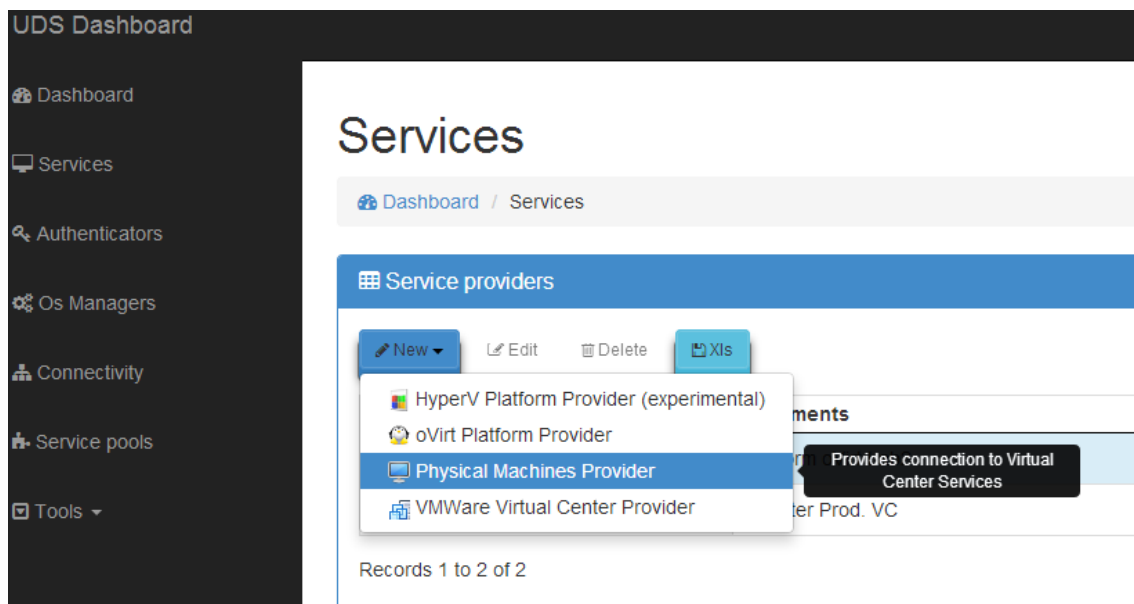 UDS Dashboard
Dashboard
Services
Authenticators
Os Managers
Connectivity
Service pools
Tools
Services
Dashboard / Services
Service providers
New Edit Delete Xls
HyperV Platform Provider (experimental)
oVirt Platform Provider
Physical Machines Provider
VMWare Virtual Center Provider
ments
Provides connection to Virtual
Center Services
ter Prod. VC
Records 1 to 2 of 2